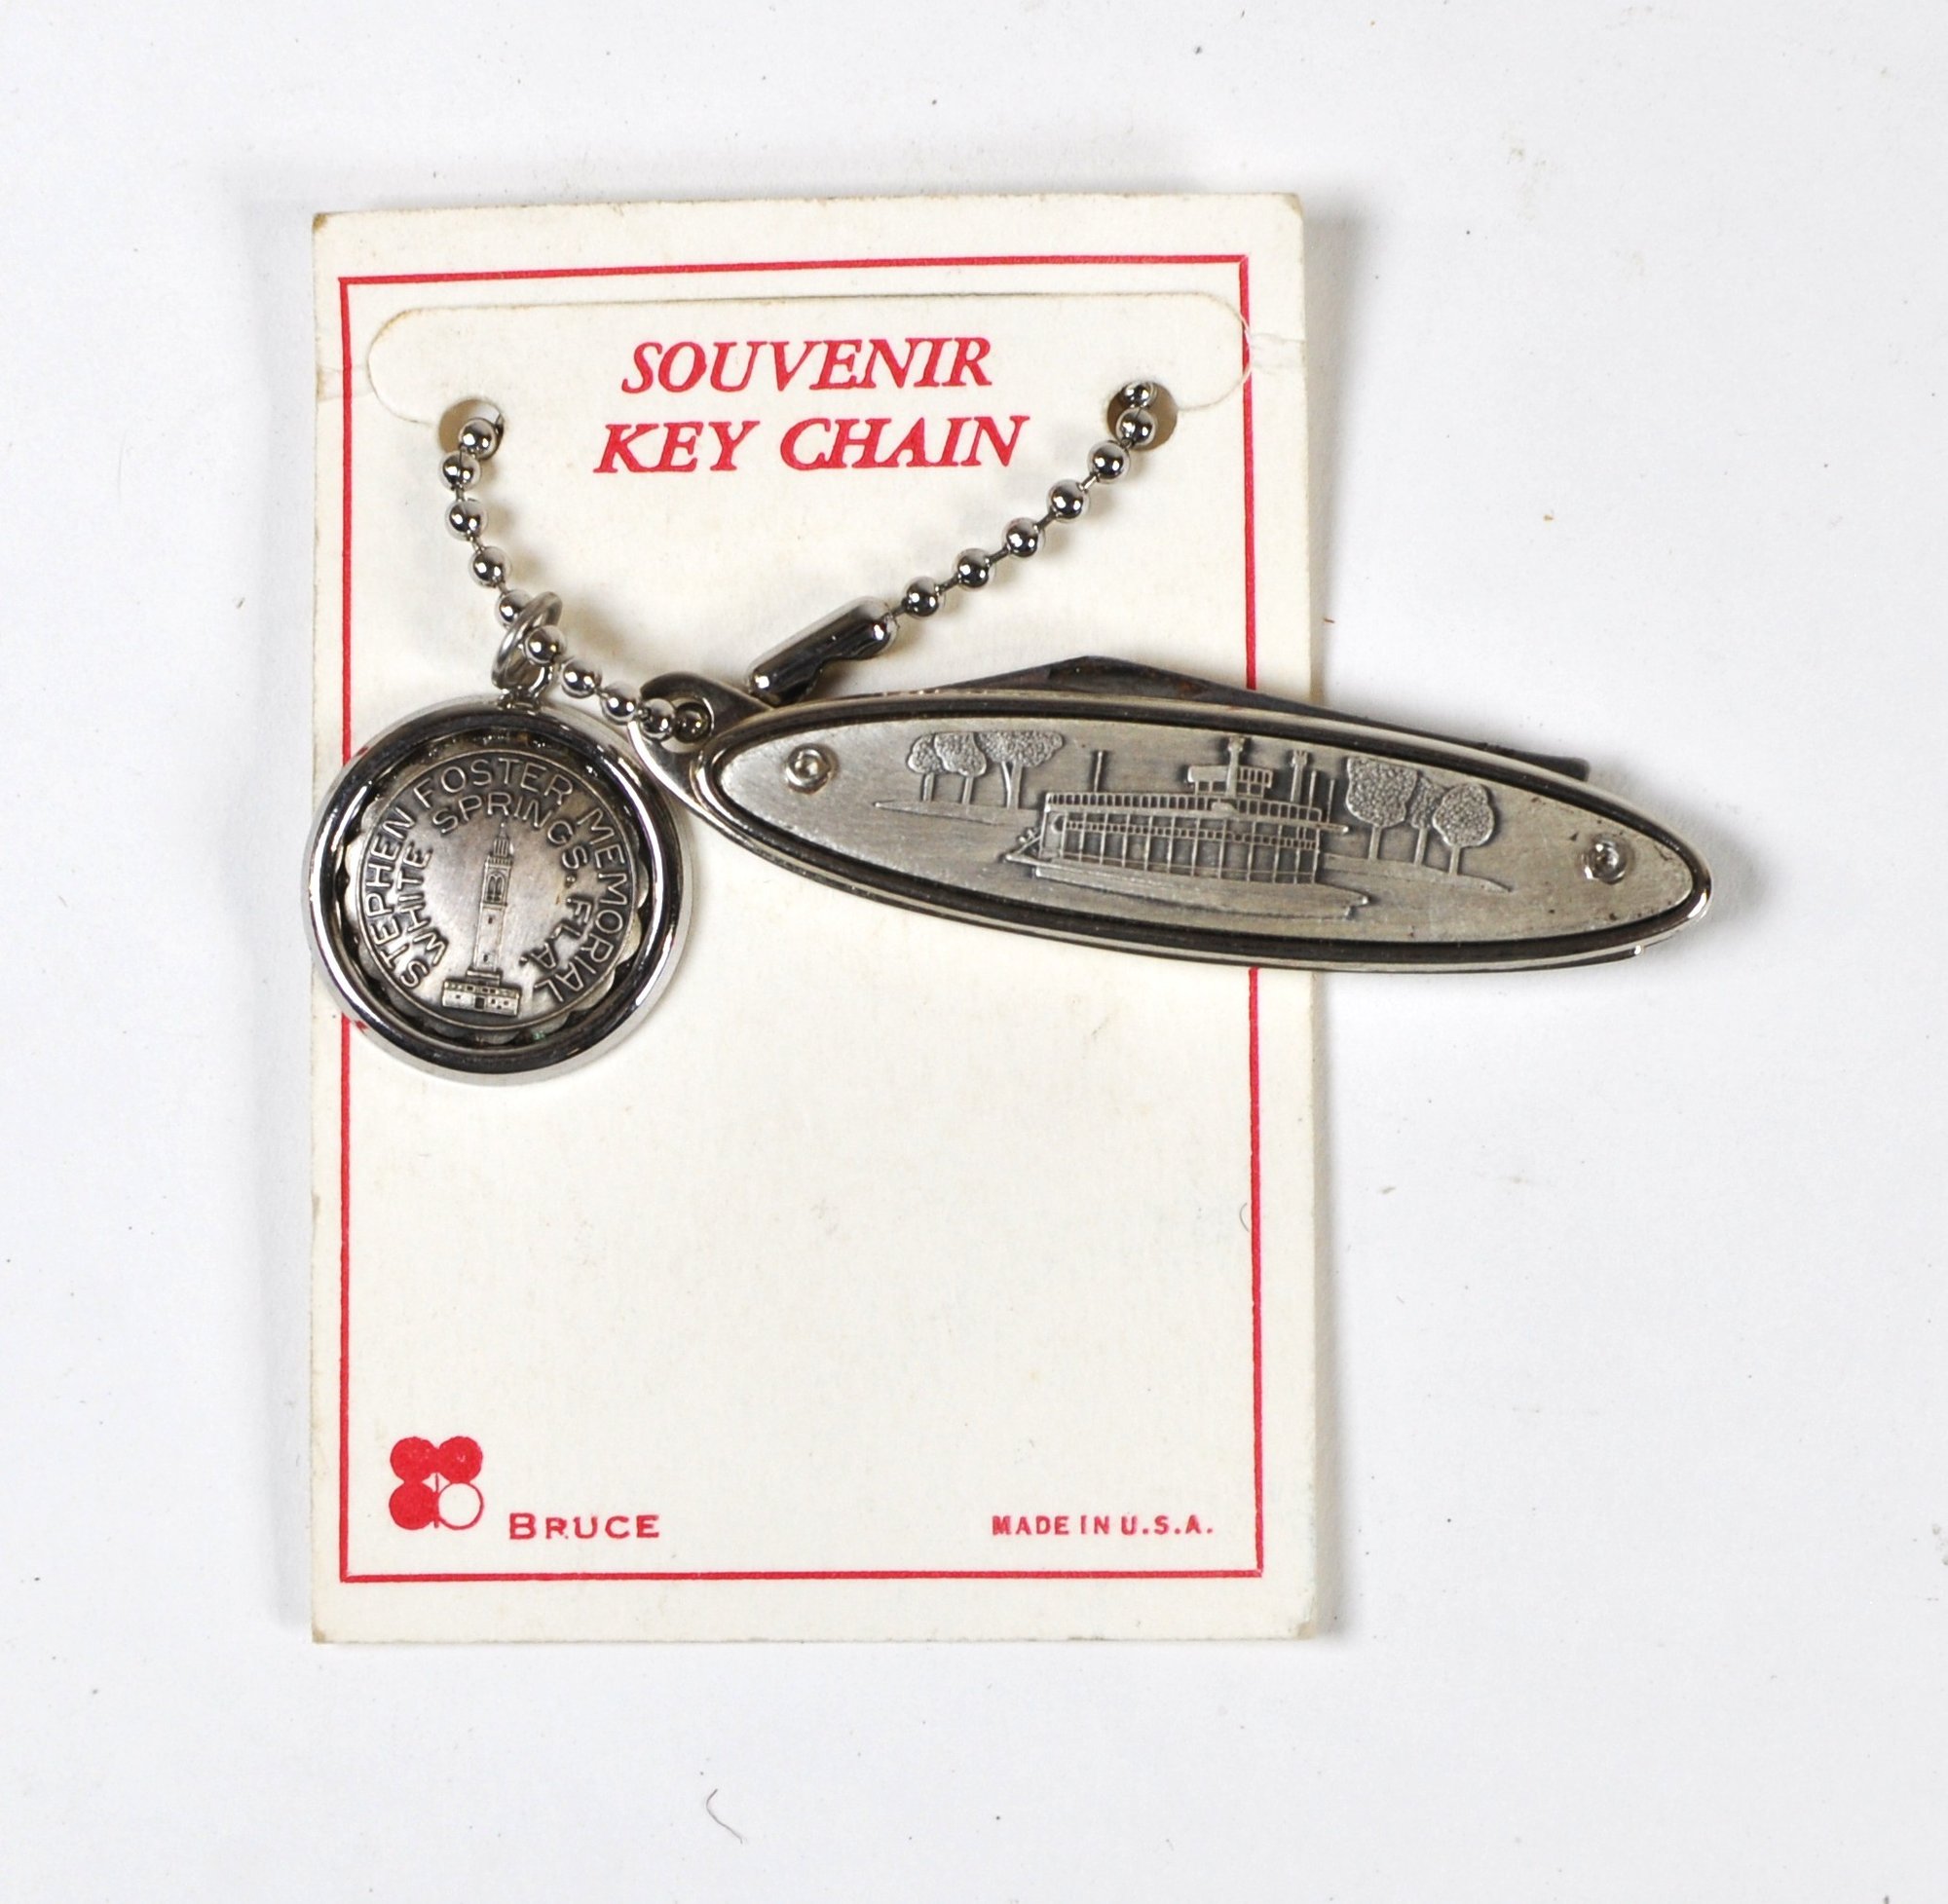 SOUVENIR
KEY CHAIN
STEPHEN FOSTER MEMORIAL
WHITE SPRINGS. FLA.
BRUCE
MADE IN U.S.A.